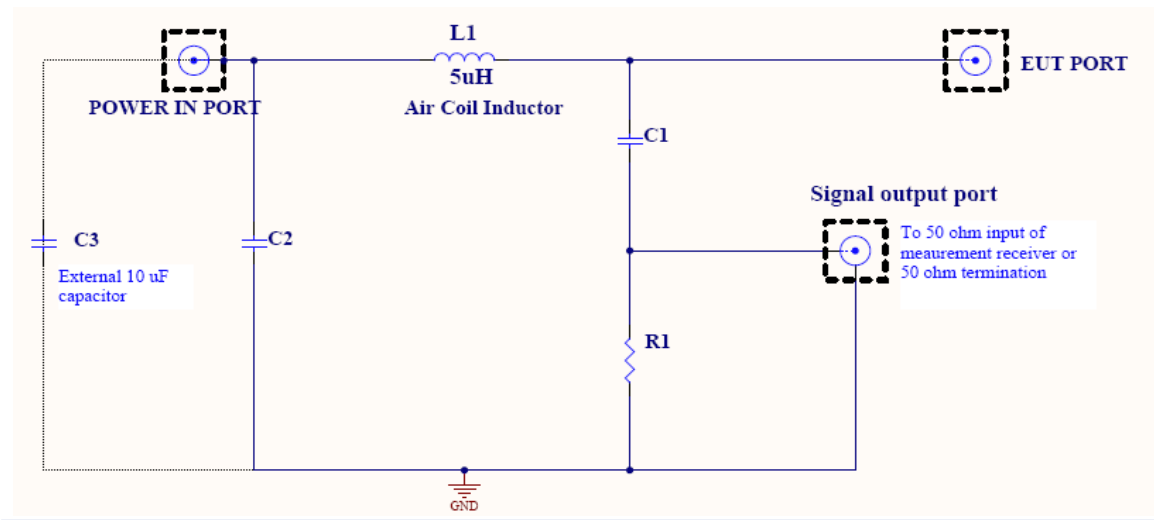 L1
5uH
Air Coil Inductor
POWER IN PORT
EUT PORT
C1
Signal output port
To 50 ohm input of
meaurement receiver or
50 ohm termination
C3
External 10 uF
capacitor
C2
R1
GND